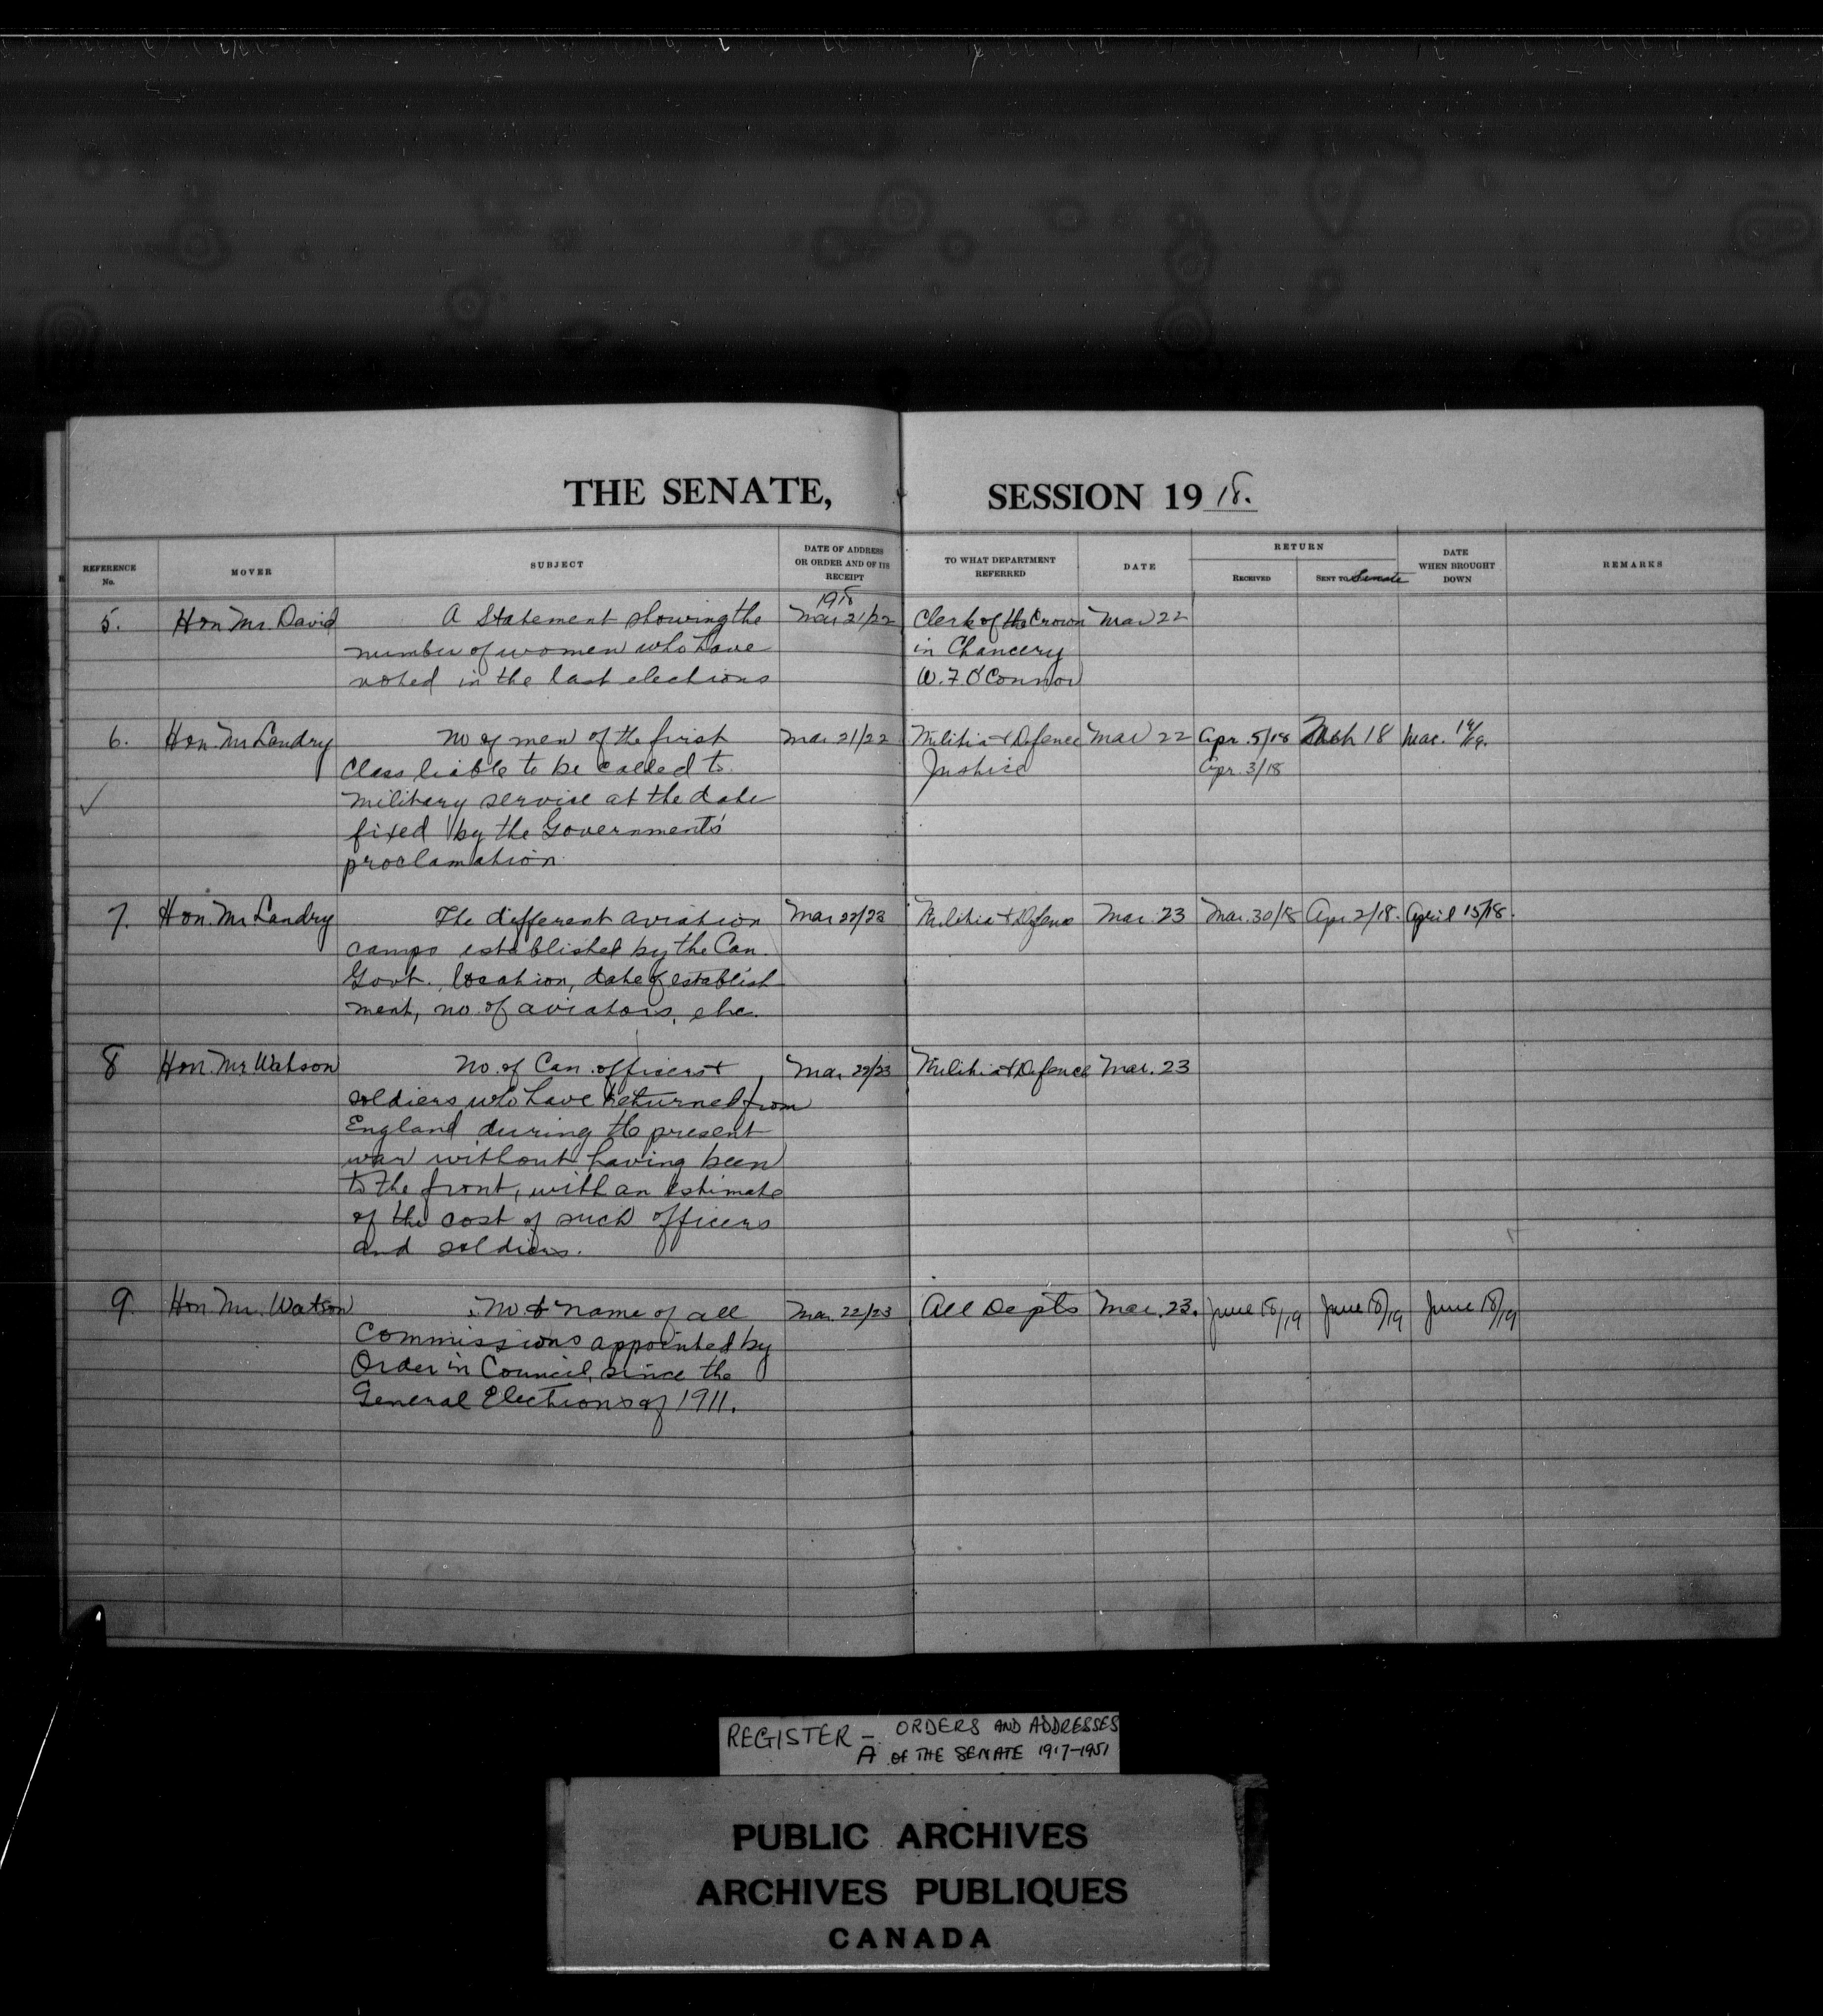 THE SENATE, SESSION 19 18.
REFERENCE No.
MOVER
SUBJECT
DATE OF ADDRESS OR ORDER AND OF ITS RECEIPT
TO WHAT DEPARTMENT REFERRED
DATE
RETURN
RECEIVED
SENT TO Senate
DATE WHEN BROUGHT DOWN
REMARKS
1918
5. Hon Mr. David A Statement showing the Mar 21/22 Clerk of the Crown Mar 22
number of women who have in Chancery
voted in the last elections W. F. O'Connor
6. Hon. Mr Landry No of men of the first Mar 21/22 Militia & Defence Mar 22 Apr. 5/18 18 Mar. 19.
Class liable to be called to Justice Apr. 3/18
military service at the date
fixed by the Government's
proclamation.
7. Hon. Mr Landry The different aviation Mar 22/23 Militia & Defence Mar. 23 Mar. 30/18 Apr 2/18. April 15/18.
camps established by the Can.
Govt., location, date of establish
ment, no. of aviators, etc.
8 Hon. Mr. Watson No. of Can. officers & Mar. 22/23 Militia & Defence Mar. 23
soldiers who have returned from
England during the present
war without having been
to the front, with an estimate
of the cost of such officers
and soldiers.
9. Hon. Mr. Watson No & name of all Mar. 22/23 All Depts Mar. 23. June 18/19 June 18/19 June 18/19
Commissions appointed by
Order in Council, since the
General Elections of 1911.
REGISTER - ORDERS AND ADDRESSES
A OF THE SENATE 1917-1951
PUBLIC ARCHIVES
ARCHIVES PUBLIQUES
CANADA